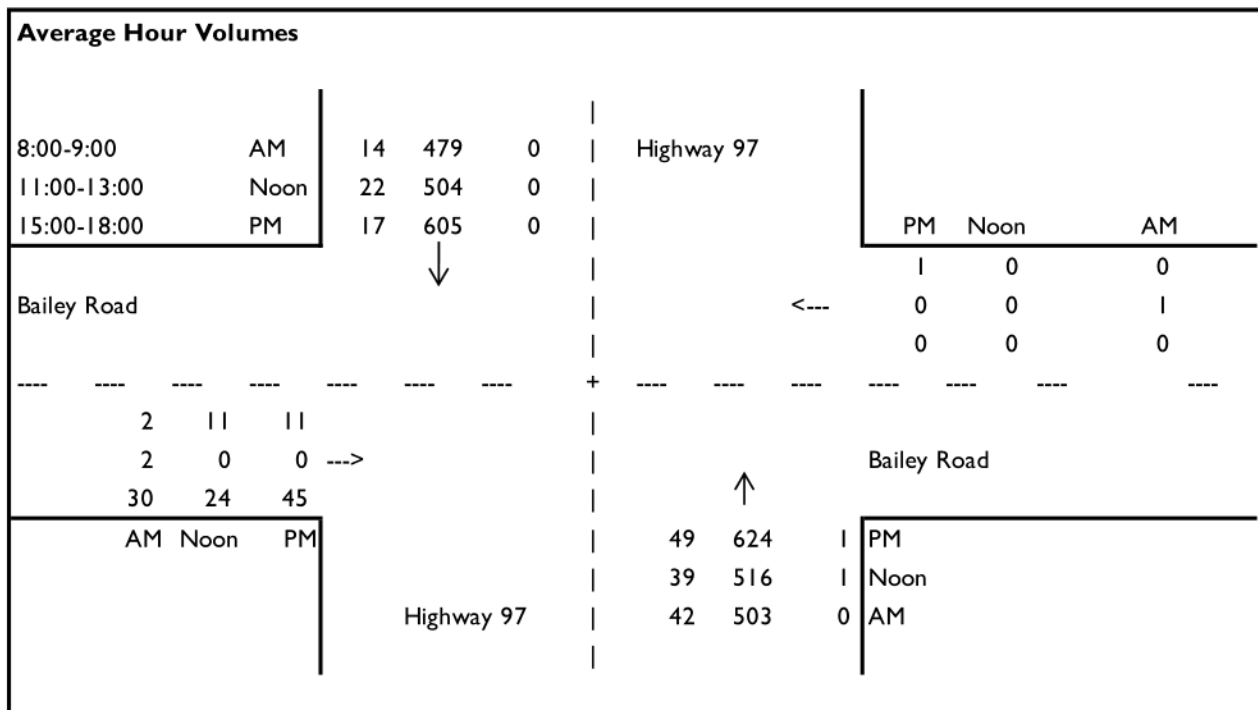 Average Hour Volumes
8:00-9:00 AM 14 479 0 | Highway 97
11:00-13:00 Noon 22 504 0 |
15:00-18:00 PM 17 605 0 | PM Noon AM
1 0 0
Bailey Road | <--- 0 0 1
0 0 0
---- ---- ---- ---- ---- ---- ---- + ---- ---- ---- ---- ---- ---- ----
2 11 11
2 0 0 ---> Bailey Road
30 24 45
AM Noon PM 49 624 1 PM
39 516 1 Noon
Highway 97 | 42 503 0 AM